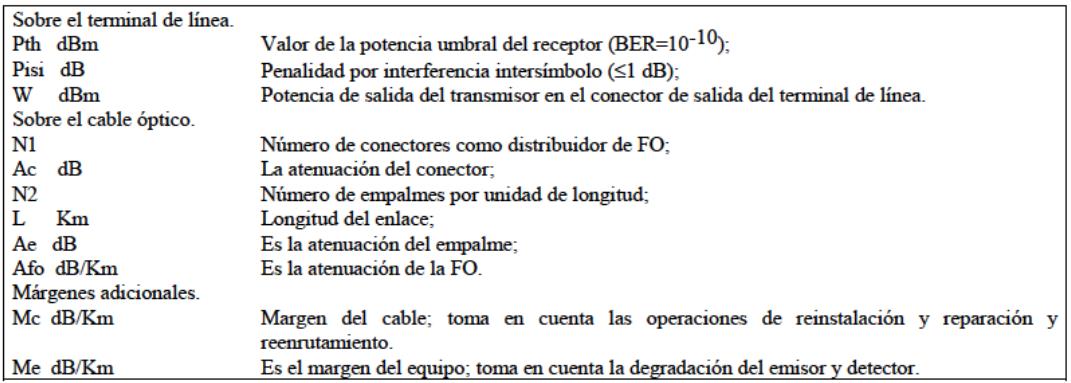 Sobre el terminal de línea.
Pth dBm Valor de la potencia umbral del receptor (BER=10-10);
Pisi dB Penalidad por interferencia intersímbolo (≤1 dB);
W dBm Potencia de salida del transmisor en el conector de salida del terminal de línea.
Sobre el cable óptico.
N1 Número de conectores como distribuidor de FO;
Ac dB La atenuación del conector;
N2 Número de empalmes por unidad de longitud;
L Km Longitud del enlace;
Ae dB Es la atenuación del empalme;
Afo dB/Km Es la atenuación de la FO.
Márgenes adicionales.
Mc dB/Km Margen del cable; toma en cuenta las operaciones de reinstalación y reparación y
reenrutamiento.
Me dB/Km Es el margen del equipo; toma en cuenta la degradación del emisor y detector.